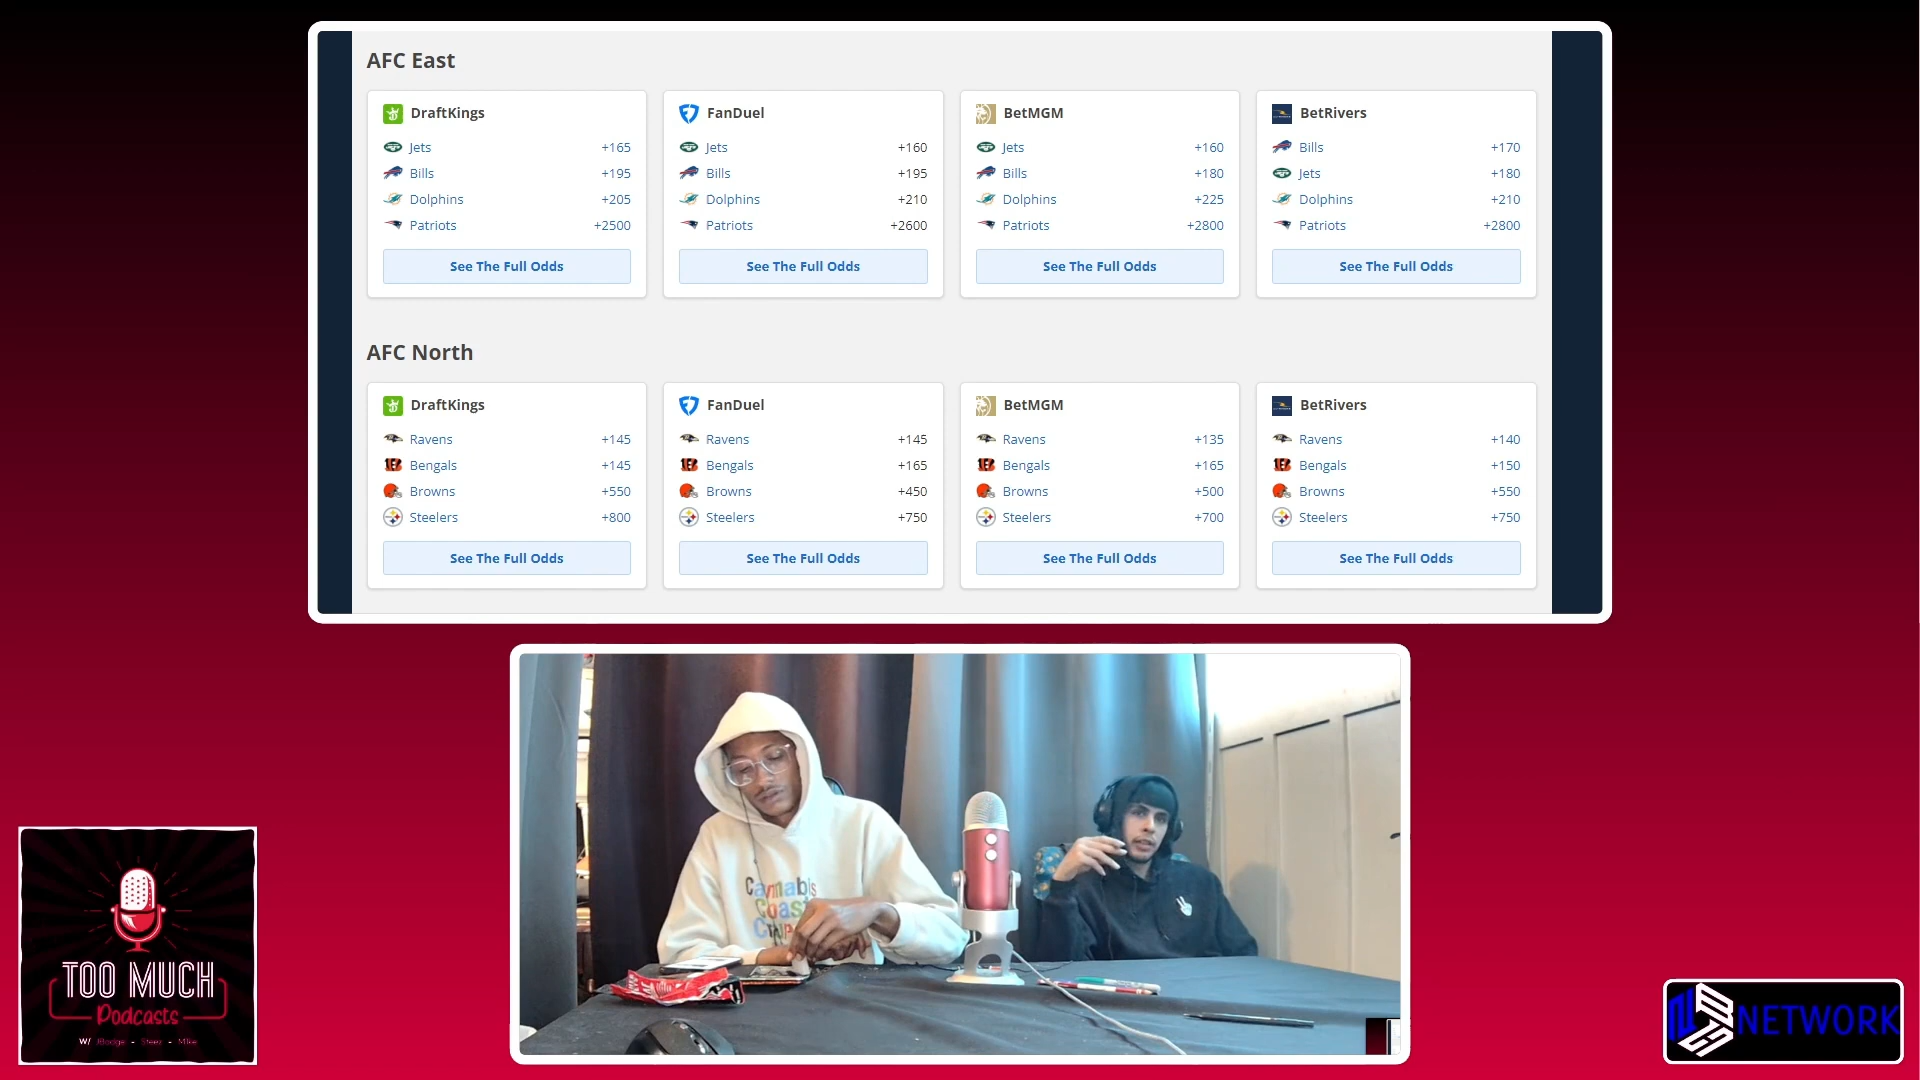 AFC East
DraftKings
Jets +165
Bills +195
Dolphins +205
Patriots +2500
See The Full Odds
FanDuel
Jets +160
Bills +195
Dolphins +210
Patriots +2600
See The Full Odds
BetMGM
Jets +160
Bills +180
Dolphins +225
Patriots +2800
See The Full Odds
BetRivers
Bills +170
Jets +180
Dolphins +210
Patriots +2800
See The Full Odds
AFC North
DraftKings
Ravens +145
Bengals +145
Browns +550
Steelers +800
See The Full Odds
FanDuel
Ravens +145
Bengals +165
Browns +450
Steelers +750
See The Full Odds
BetMGM
Ravens +135
Bengals +165
Browns +500
Steelers +700
See The Full Odds
BetRivers
Ravens +140
Bengals +150
Browns +550
Steelers +750
See The Full Odds
Cannabis
Coast
TOO MUCH
Podcasts
W/ - Steez - Mike
NETWORK